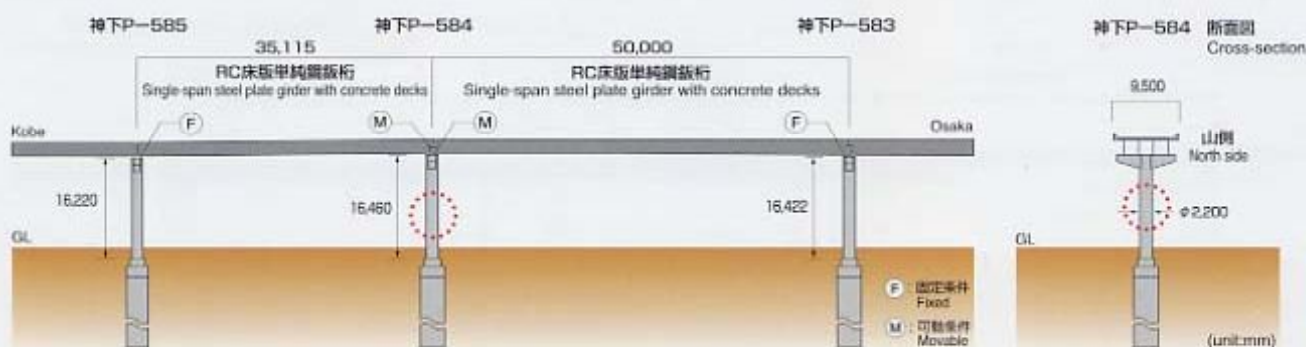 神下P-585
神下P-584
神下P-583
神下P-584 断面図
Cross-section
35,115
50,000
RC床版単純鋼鈑桁
Single-span steel plate girder with concrete decks
RC床版単純鋼鈑桁
Single-span steel plate girder with concrete decks
9,500
F
M
M
F
Kobe
Osaka
山側
North side
16,220
16,460
16,422
φ2,200
GL
GL
F : 固定条件
Fixed
M : 可動条件
Movable
(unit:mm)